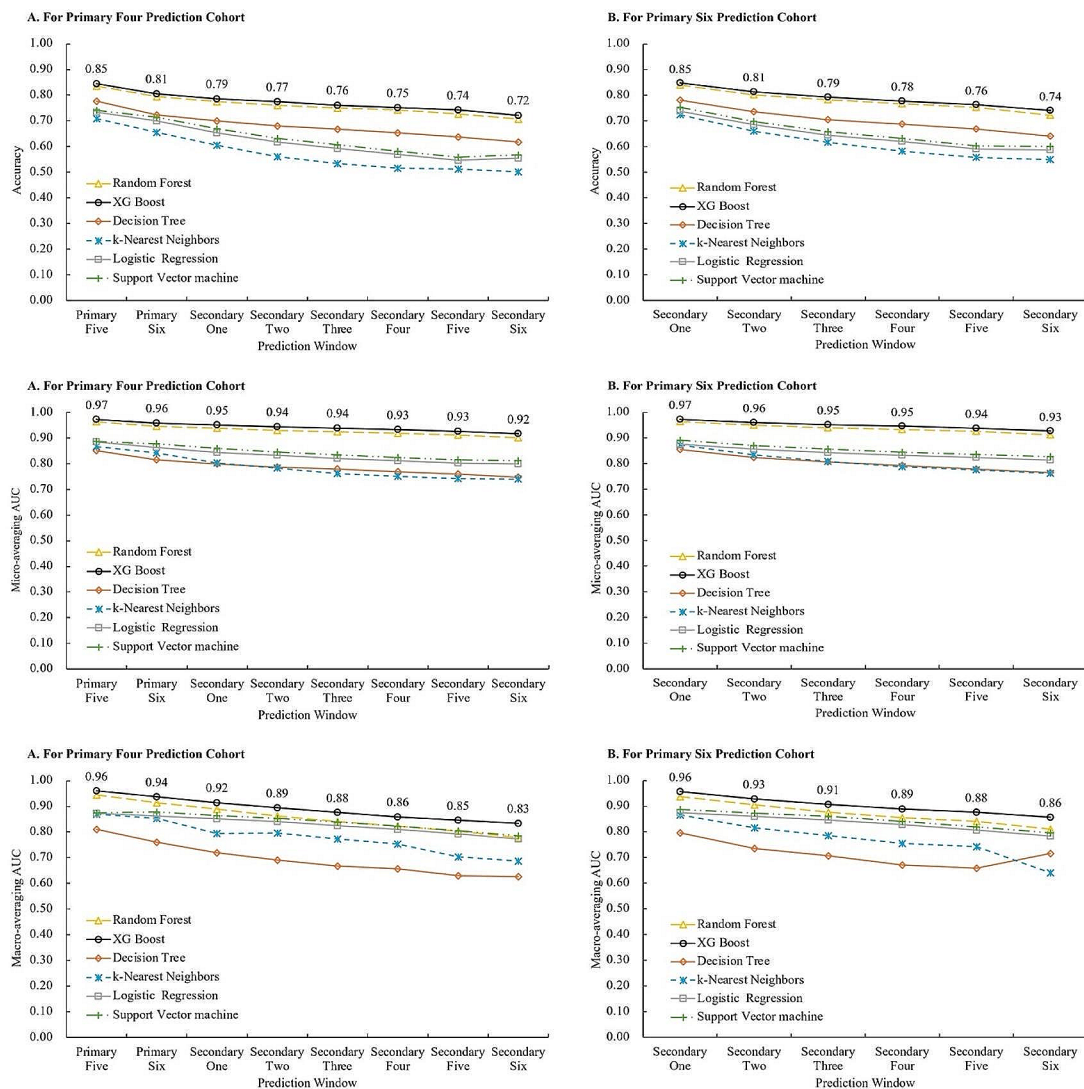 A. For Primary Four Prediction Cohort
1.00
0.90
0.80
0.70
0.60
0.50
0.40
0.30
0.20
0.10
0.00
Accuracy
0.85 0.81 0.79 0.77 0.76 0.75 0.74 0.72
Random Forest
XG Boost
Decision Tree
k-Nearest Neighbors
Logistic Regression
Support Vector machine
Primary Primary Secondary Secondary Secondary Secondary Secondary Secondary
Five Six One Two Three Four Five Six
Prediction Window
B. For Primary Six Prediction Cohort
1.00
0.90
0.80
0.70
0.60
0.50
0.40
0.30
0.20
0.10
0.00
Accuracy
0.85 0.81 0.79 0.78 0.76 0.74
Random Forest
XG Boost
Decision Tree
k-Nearest Neighbors
Logistic Regression
Support Vector machine
Secondary Secondary Secondary Secondary Secondary Secondary
One Two Three Four Five Six
Prediction Window
A. For Primary Four Prediction Cohort
1.00
0.90
0.80
0.70
0.60
0.50
0.40
0.30
0.20
0.10
0.00
Micro-averaging AUC
0.97 0.96 0.95 0.94 0.94 0.93 0.93 0.92
Random Forest
XG Boost
Decision Tree
k-Nearest Neighbors
Logistic Regression
Support Vector machine
Primary Primary Secondary Secondary Secondary Secondary Secondary Secondary
Five Six One Two Three Four Five Six
Prediction Window
B. For Primary Six Prediction Cohort
1.00
0.90
0.80
0.70
0.60
0.50
0.40
0.30
0.20
0.10
0.00
Micro-averaging AUC
0.97 0.96 0.95 0.95 0.94 0.93
Random Forest
XG Boost
Decision Tree
k-Nearest Neighbors
Logistic Regression
Support Vector machine
Secondary Secondary Secondary Secondary Secondary Secondary
One Two Three Four Five Six
Prediction Window
A. For Primary Four Prediction Cohort
1.00
0.90
0.80
0.70
0.60
0.50
0.40
0.30
0.20
0.10
0.00
Macro-averaging AUC
0.96 0.94 0.92 0.89 0.88 0.86 0.85 0.83
Random Forest
XG Boost
Decision Tree
k-Nearest Neighbors
Logistic Regression
Support Vector machine
Primary Primary Secondary Secondary Secondary Secondary Secondary Secondary
Five Six One Two Three Four Five Six
Prediction Window
B. For Primary Six Prediction Cohort
1.00
0.90
0.80
0.70
0.60
0.50
0.40
0.30
0.20
0.10
0.00
Macro-averaging AUC
0.96 0.93 0.91 0.89 0.88 0.86
Random Forest
XG Boost
Decision Tree
k-Nearest Neighbors
Logistic Regression
Support Vector machine
Secondary Secondary Secondary Secondary Secondary Secondary
One Two Three Four Five Six
Prediction Window